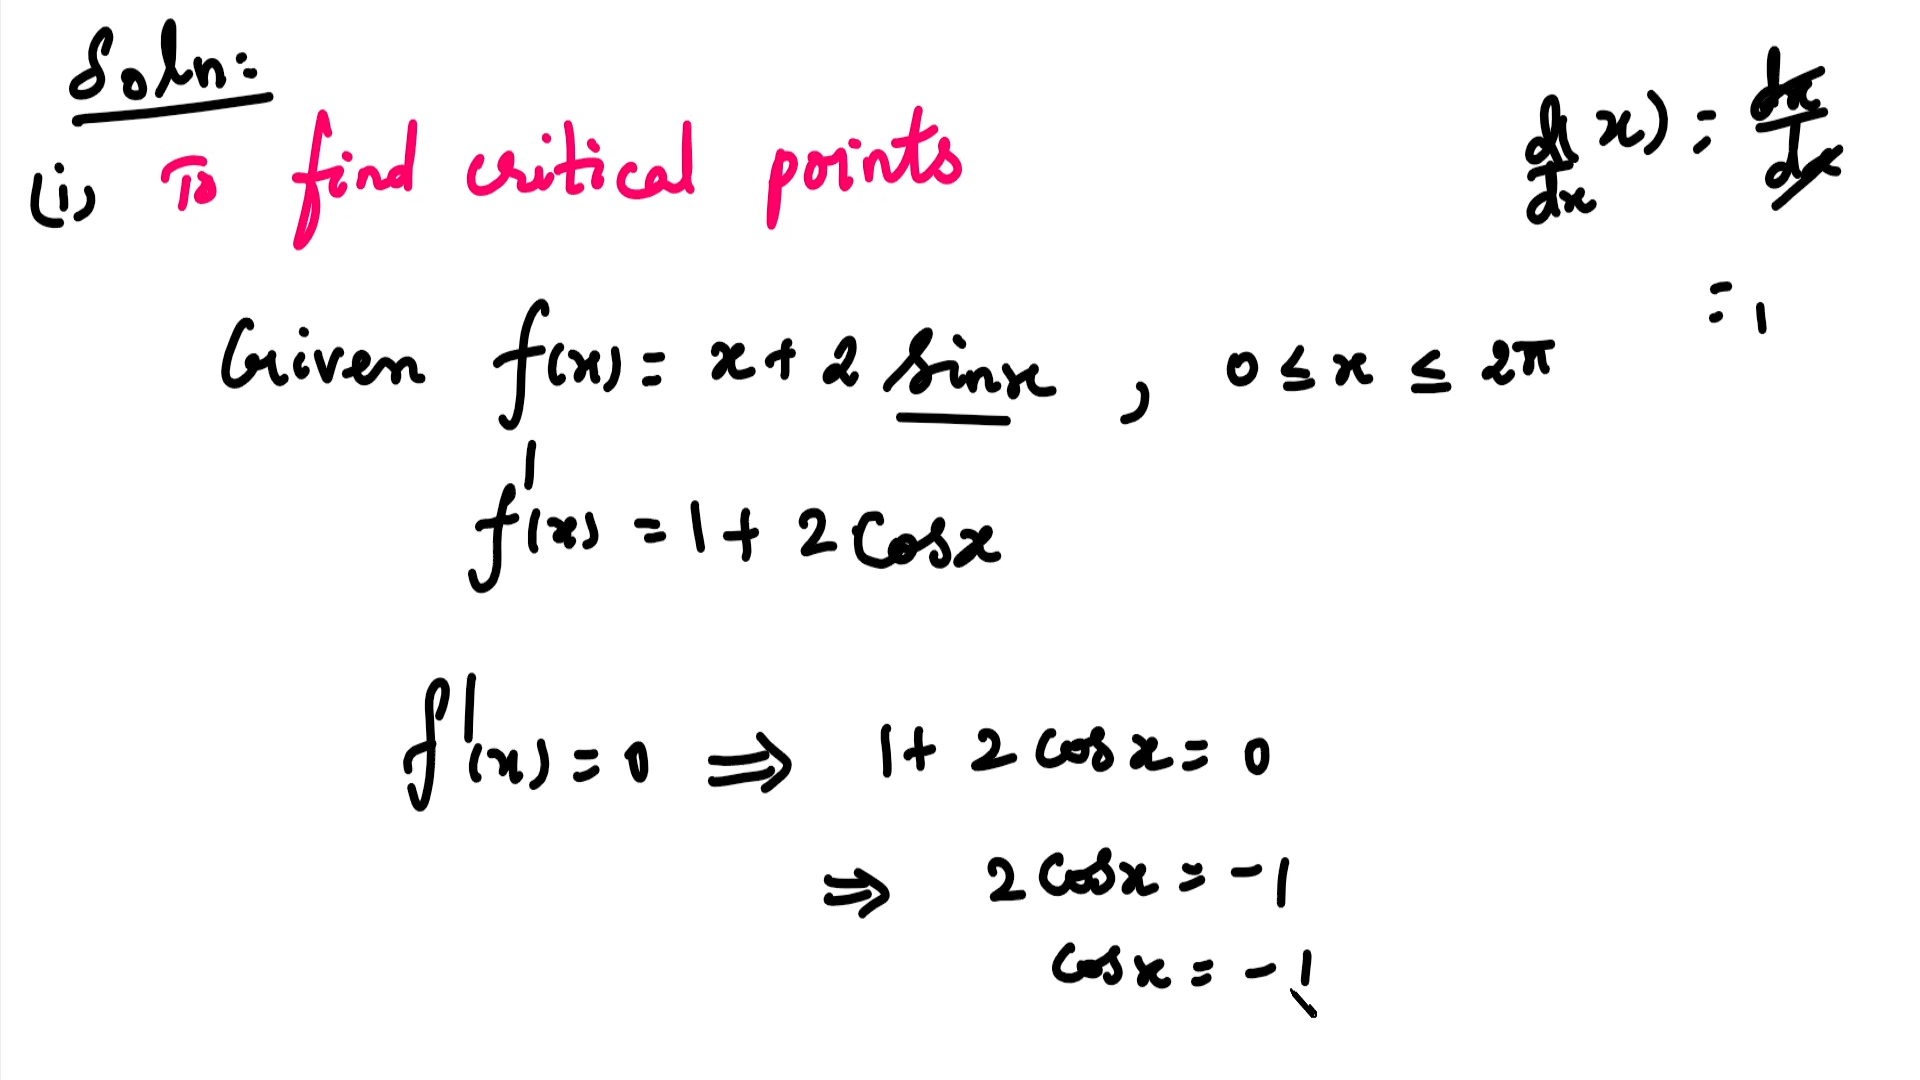 Soln:
(i) To find critical points
d/dx (x) = dx/dx
= 1
Given f(x) = x + 2 sinx , 0 ≤ x ≤ 2π
f'(x) = 1 + 2 cosx
f'(x) = 0 ⇒ 1 + 2 cos x = 0
⇒ 2 cosx = -1
cosx = -1